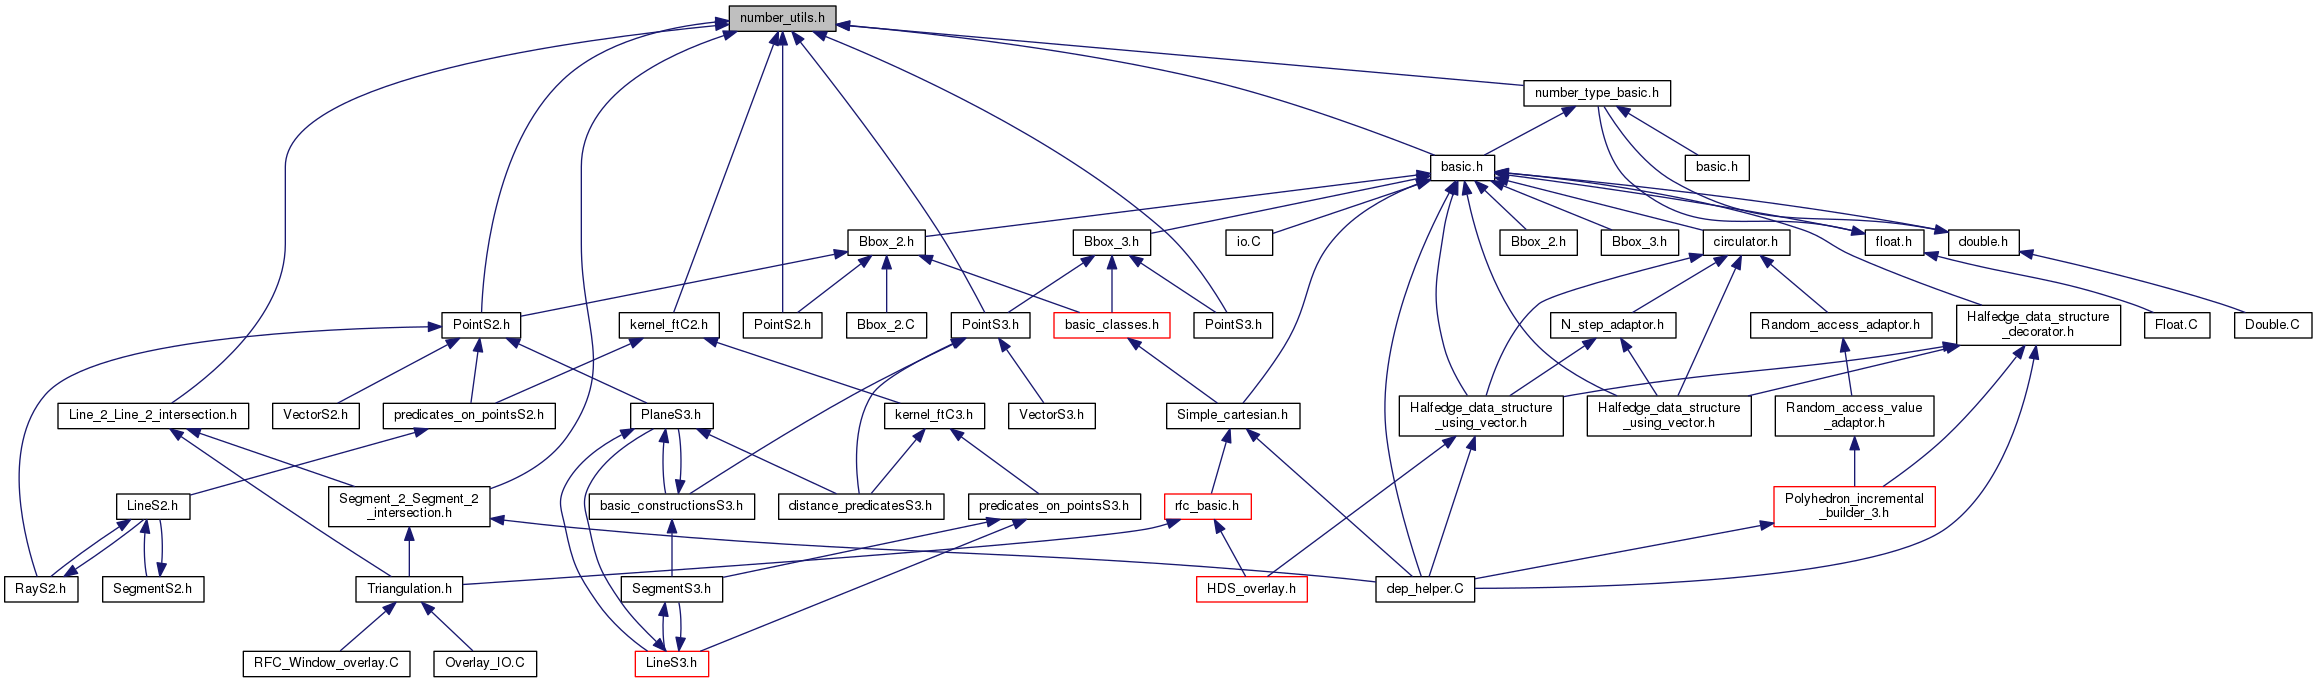 number_utils.h
number_type_basic.h
basic.h
basic.h
Bbox_2.h
Bbox_3.h
io.C
Bbox_2.h
Bbox_3.h
circulator.h
float.h
double.h
PointS2.h
kernel_ftC2.h
PointS2.h
Bbox_2.C
PointS3.h
basic_classes.h
PointS3.h
N_step_adaptor.h
Random_access_adaptor.h
Halfedge_data_structure
_decorator.h
Float.C
Double.C
Line_2_Line_2_intersection.h
VectorS2.h
predicates_on_pointsS2.h
PlaneS3.h
kernel_ftC3.h
VectorS3.h
Simple_cartesian.h
Halfedge_data_structure
_using_vector.h
Halfedge_data_structure
_using_vector.h
Random_access_value
_adaptor.h
LineS2.h
Segment_2_Segment_2
_intersection.h
basic_constructionsS3.h
distance_predicatesS3.h
predicates_on_pointsS3.h
rfc_basic.h
Polyhedron_incremental
_builder_3.h
RayS2.h
SegmentS2.h
Triangulation.h
SegmentS3.h
HDS_overlay.h
dep_helper.C
RFC_Window_overlay.C
Overlay_IO.C
LineS3.h